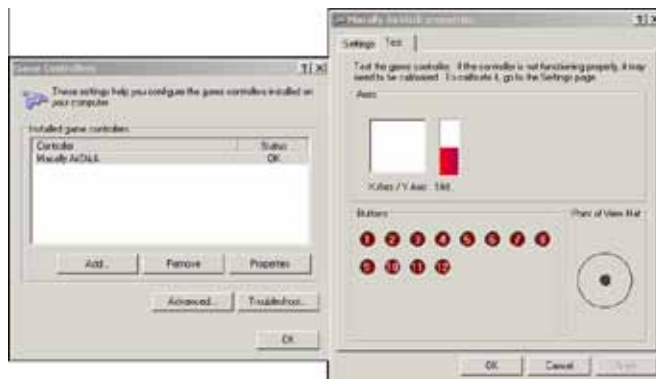 Game Controllers
These settings help you configure the game controllers installed on
your computer.
Installed game controllers
Controller Status
Macally AirStick OK
Add... Remove Properties
Advanced... Troubleshoot...
OK
Macally AirStick properties
Settings Test
Test the game controller. If the controller is not functioning properly, it may
need to be calibrated. To calibrate it, go to the Settings page.
Axes
X Axis / Y Axis
Buttons
Point of View Hat
1 2 3 4 5 6 7 8
9 10 11 12
OK Cancel Apply